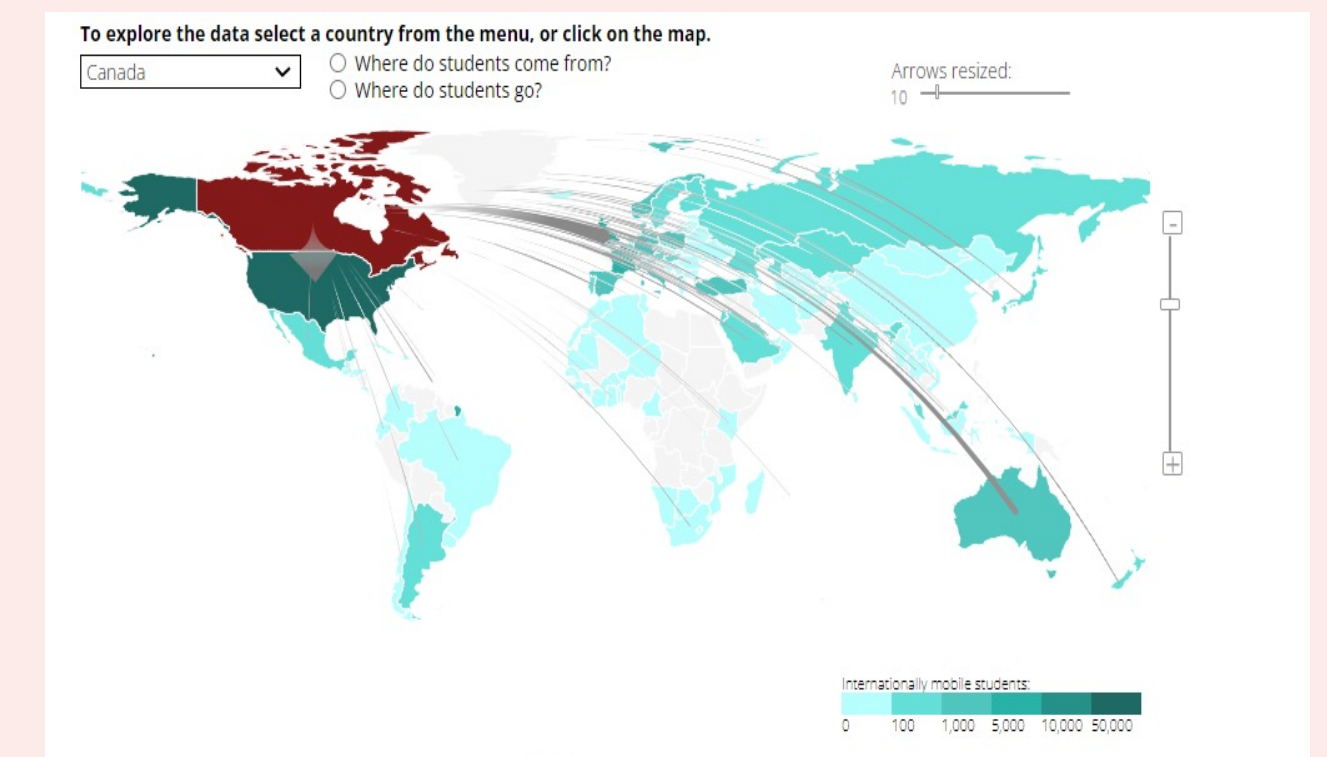 To explore the data select a country from the menu, or click on the map.
Canada
Where do students come from?
Where do students go?
Arrows resized:
10
-
+
Internationally mobile students:
0 100 1,000 5,000 10,000 50,000